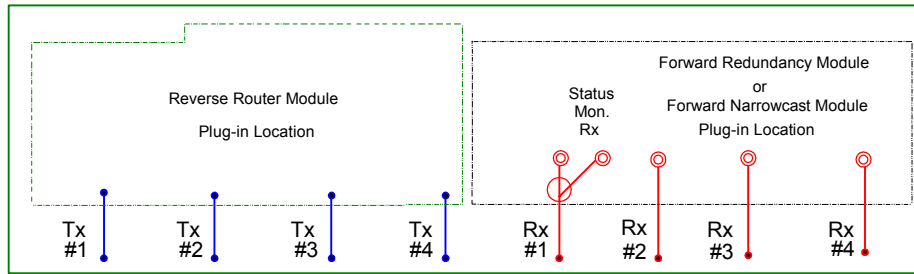 Reverse Router Module
Plug-in Location
Status
Mon.
Rx
Forward Redundancy Module
or
Forward Narrowcast Module
Plug-in Location
Tx
#1
Tx
#2
Tx
#3
Tx
#4
Rx
#1
Rx
#2
Rx
#3
Rx
#4